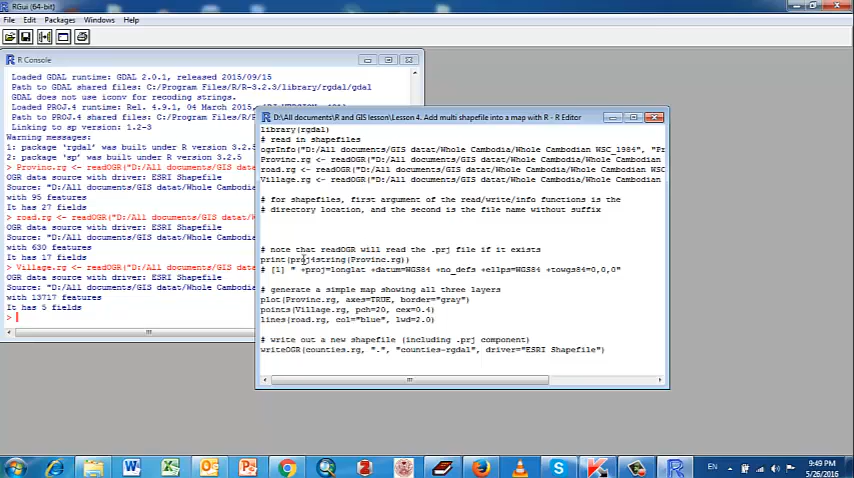 RGui (64-bit)
File Edit Packages Windows Help
R Console
Loaded GDAL runtime: GDAL 2.0.1, released 2015/09/15
Path to GDAL shared files: C:/Program Files/R/R-3.2.3/library/rgdal/gdal
GDAL does not use iconv for recoding strings.
Loaded PROJ.4 runtime: Rel. 4.9.1, 04 March 2015,
Path to PROJ.4 shared files: C:/Program Files/R
Linking to sp version: 1.2-3
Warning messages:
1: package 'rgdal' was built under R version 3.2.5
2: package 'sp' was built under R version 3.2.5
> Provinc.rg <- readOGR("D:/All documents/GIS dat
OGR data source with driver: ESRI Shapefile
Source: "D:/All documents/GIS datat/Whole Cambodi
with 95 features
It has 27 fields
> road.rg <- readOGR("D:/All documents/GIS datat/
OGR data source with driver: ESRI Shapefile
Source: "D:/All documents/GIS datat/Whole Cambodi
with 630 features
It has 17 fields
> Village.rg <- readOGR("D:/All documents/GIS dat
OGR data source with driver: ESRI Shapefile
Source: "D:/All documents/GIS datat/Whole Cambodi
with 13717 features
It has 5 fields
>
D:\All documents\R and GIS lesson\Lesson 4. Add multi shapefile into a map with R - R Editor
library(rgdal)
# read in shapefiles
ogrInfo("D:/All documents/GIS datat/Whole Cambodia/Whole Cambodian WSC_1984", "Pr
Provinc.rg <- readOGR("D:/All documents/GIS datat/Whole Cambodia/Whole Cambodian
road.rg <- readOGR("D:/All documents/GIS datat/Whole Cambodia/Whole Cambodian WSC
Village.rg <- readOGR("D:/All documents/GIS datat/Whole Cambodia/Whole Cambodian
# for shapefiles, first argument of the read/write/info functions is the
# directory location, and the second is the file name without suffix
# note that readOGR will read the .prj file if it exists
print(proj4string(Provinc.rg))
# [1] " +proj=longlat +datum=WGS84 +no_defs +ellps=WGS84 +towgs84=0,0,0"
# generate a simple map showing all three layers
plot(Provinc.rg, axes=TRUE, border="gray")
points(Village.rg, pch=20, cex=0.4)
lines(road.rg, col="blue", lwd=2.0)
# write out a new shapefile (including .prj component)
writeOGR(counties.rg, ".", "counties-rgdal", driver="ESRI Shapefile")
EN
9:49 PM
5/26/2016